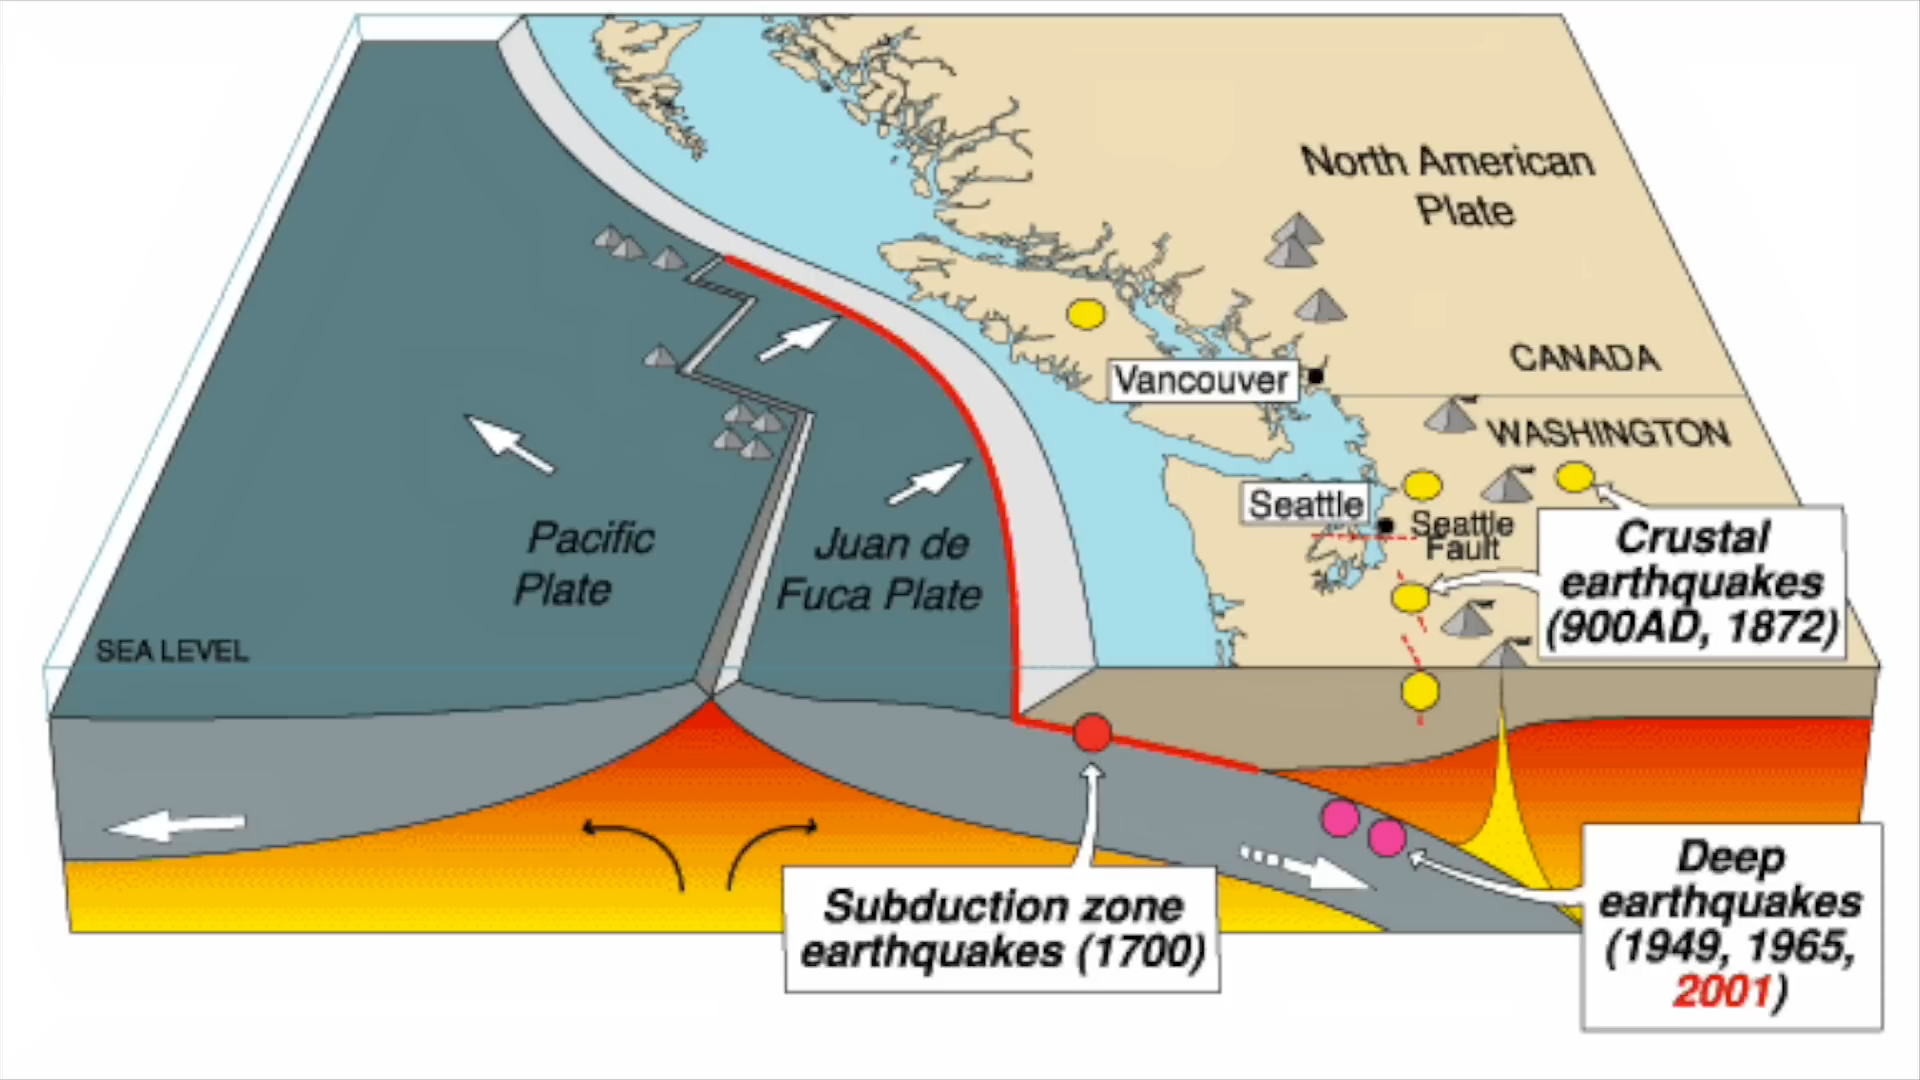 North American
Plate
CANADA
Vancouver
WASHINGTON
Seattle
Seattle
Fault
Crustal
earthquakes
(900AD, 1872)
Pacific
Plate
Juan de
Fuca Plate
SEA LEVEL
Subduction zone
earthquakes (1700)
Deep
earthquakes
(1949, 1965,
2001)